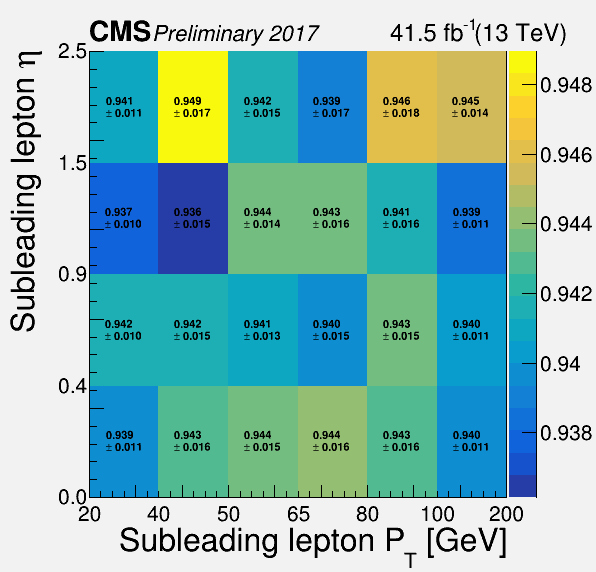 CMS Preliminary 2017 41.5 fb⁻¹(13 TeV)
Subleading lepton η
2.5
1.5
0.9
0.4
0.0
0.941 0.949 0.942 0.939 0.946 0.945
± 0.011 ± 0.017 ± 0.015 ± 0.017 ± 0.018 ± 0.014
0.937 0.936 0.944 0.943 0.941 0.939
± 0.010 ± 0.015 ± 0.014 ± 0.016 ± 0.016 ± 0.011
0.942 0.942 0.941 0.940 0.943 0.940
± 0.010 ± 0.015 ± 0.013 ± 0.015 ± 0.015 ± 0.011
0.939 0.943 0.944 0.944 0.943 0.940
± 0.011 ± 0.016 ± 0.015 ± 0.016 ± 0.016 ± 0.011
20 40 50 65 80 100 200
Subleading lepton P_T [GeV]
0.948
0.946
0.944
0.942
0.94
0.938